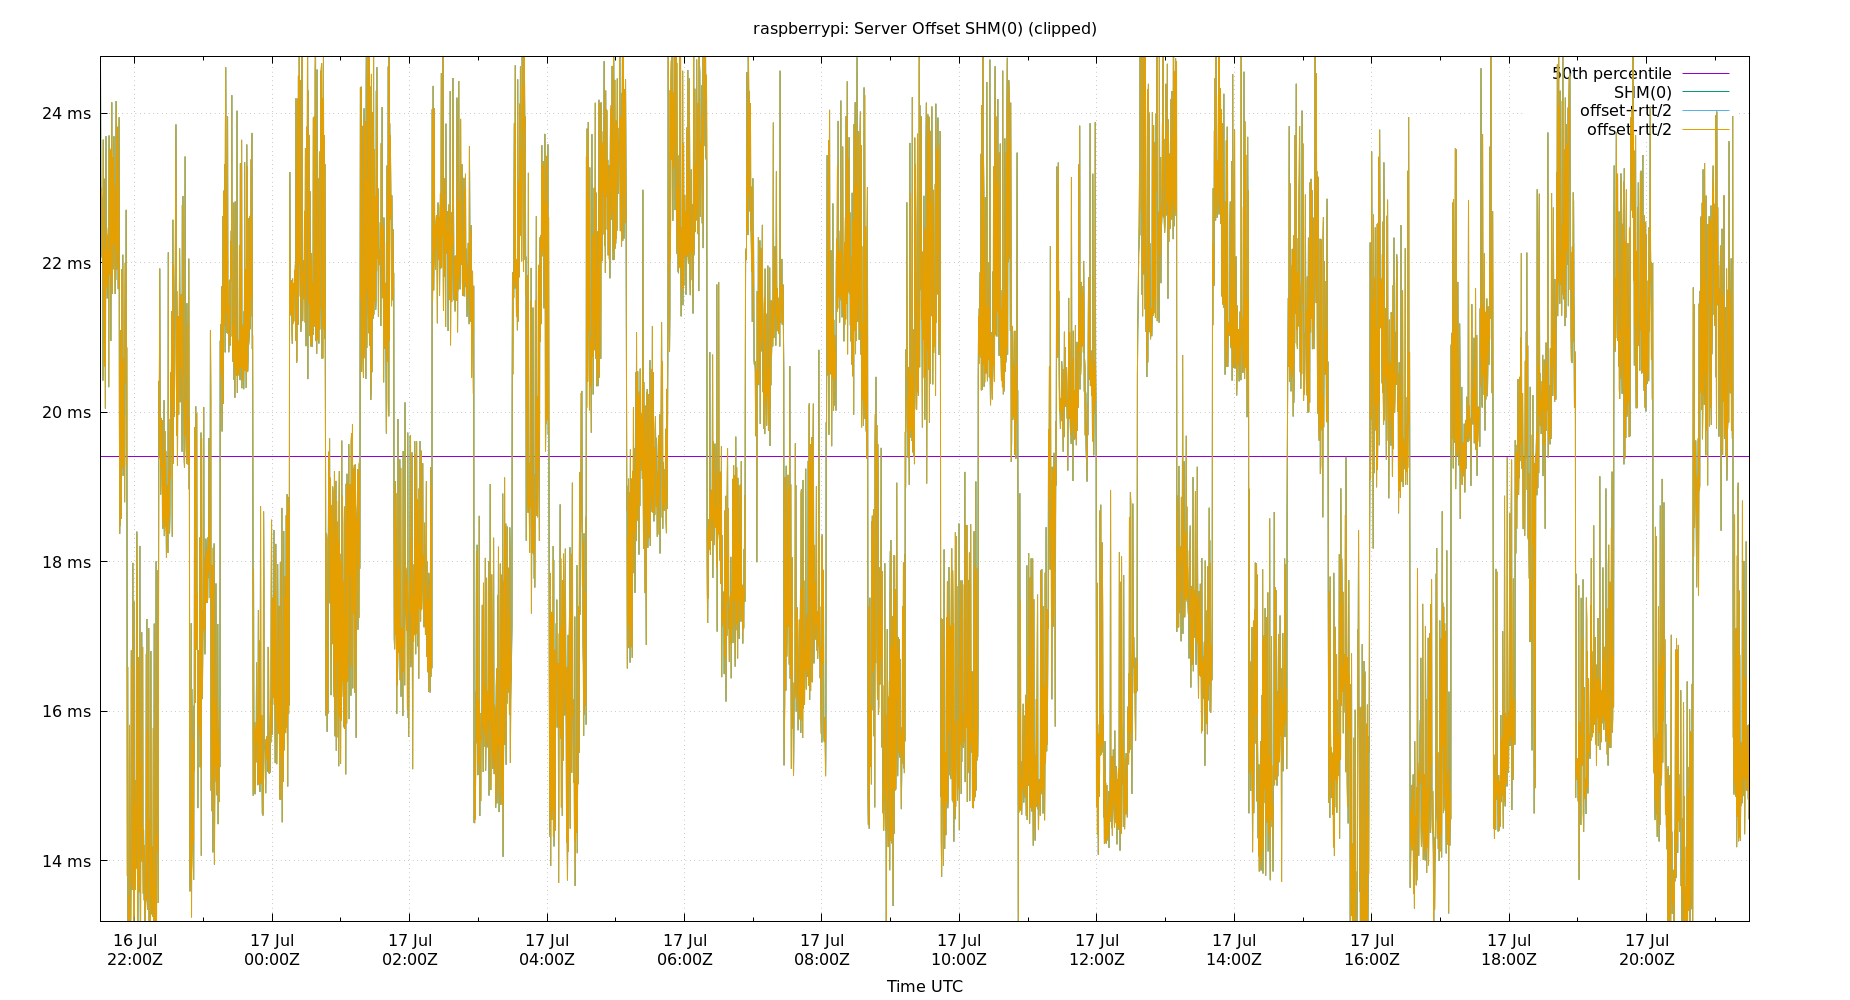 raspberrypi: Server Offset SHM(0) (clipped)
50th percentile
SHM(0)
offset+rtt/2
offset-rtt/2
24 ms
22 ms
20 ms
18 ms
16 ms
14 ms
16 Jul 17 Jul 17 Jul 17 Jul 17 Jul 17 Jul 17 Jul 17 Jul 17 Jul 17 Jul 17 Jul 17 Jul
22:00Z 00:00Z 02:00Z 04:00Z 06:00Z 08:00Z 10:00Z 12:00Z 14:00Z 16:00Z 18:00Z 20:00Z
Time UTC